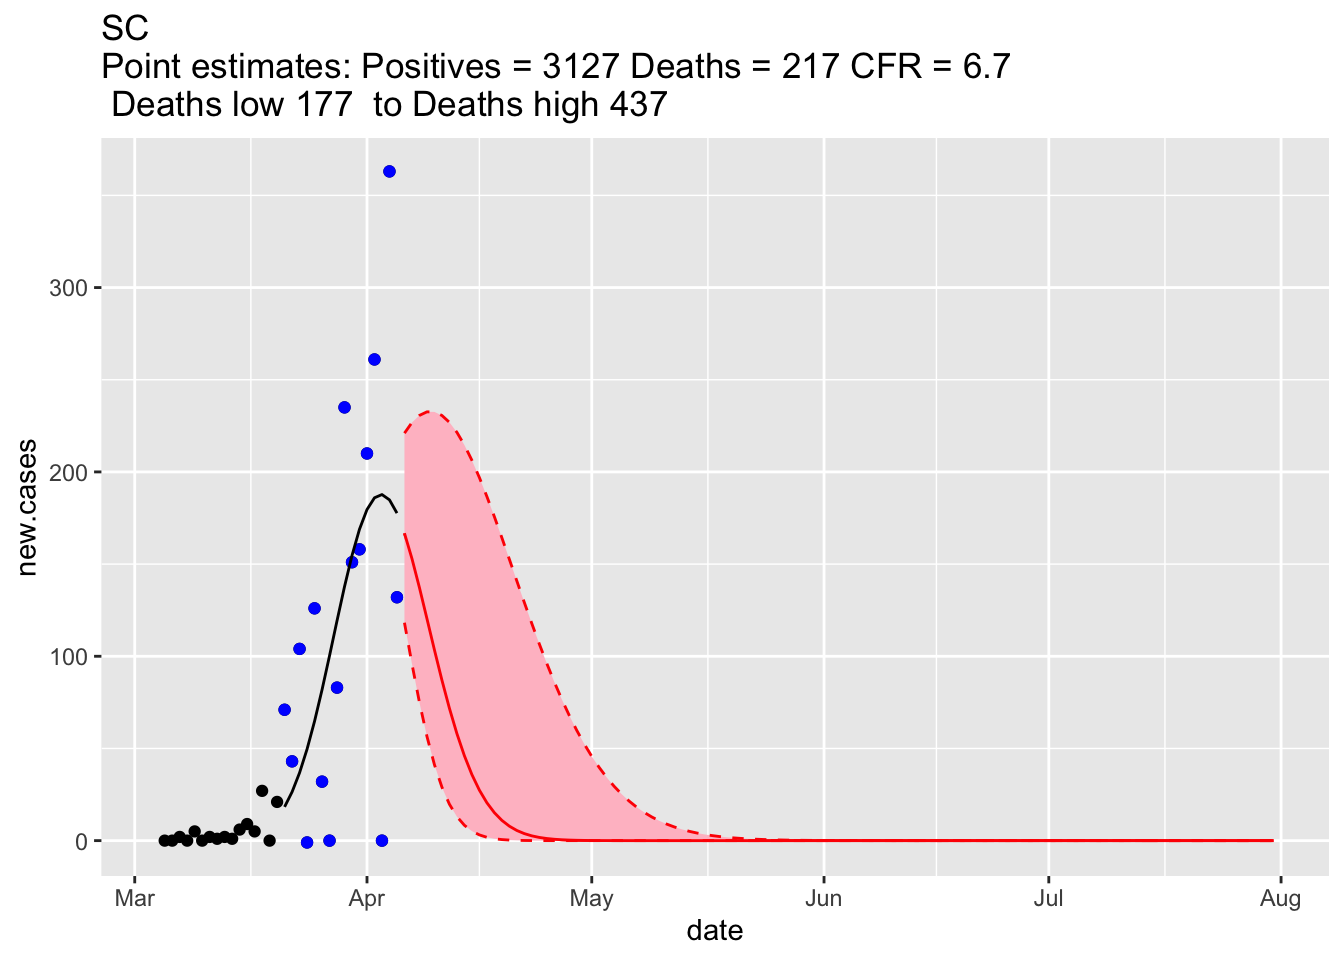 SC
Point estimates: Positives = 3127 Deaths = 217 CFR = 6.7
Deaths low 177  to Deaths high 437
new.cases
300
200
100
0
Mar Apr May Jun Jul Aug
date